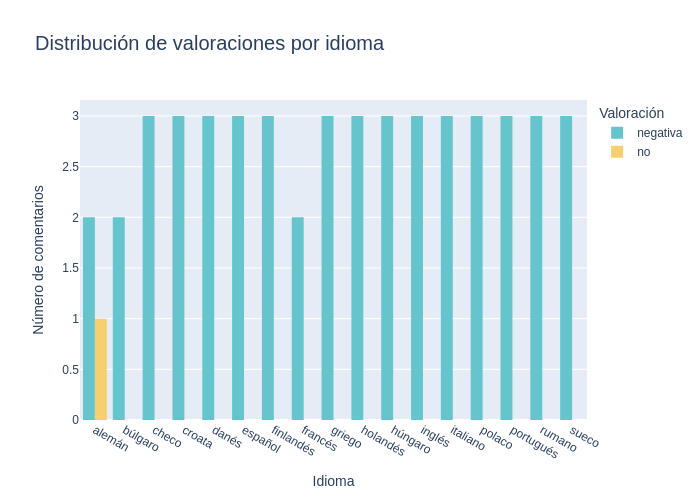 Distribución de valoraciones por idioma
Valoración
negativa
no
Número de comentarios
3
2.5
2
1.5
1
0.5
0
alemán
búlgaro
checo
croata
danés
español
finlandés
francés
griego
holandés
húngaro
inglés
italiano
polaco
portugués
rumano
sueco
Idioma